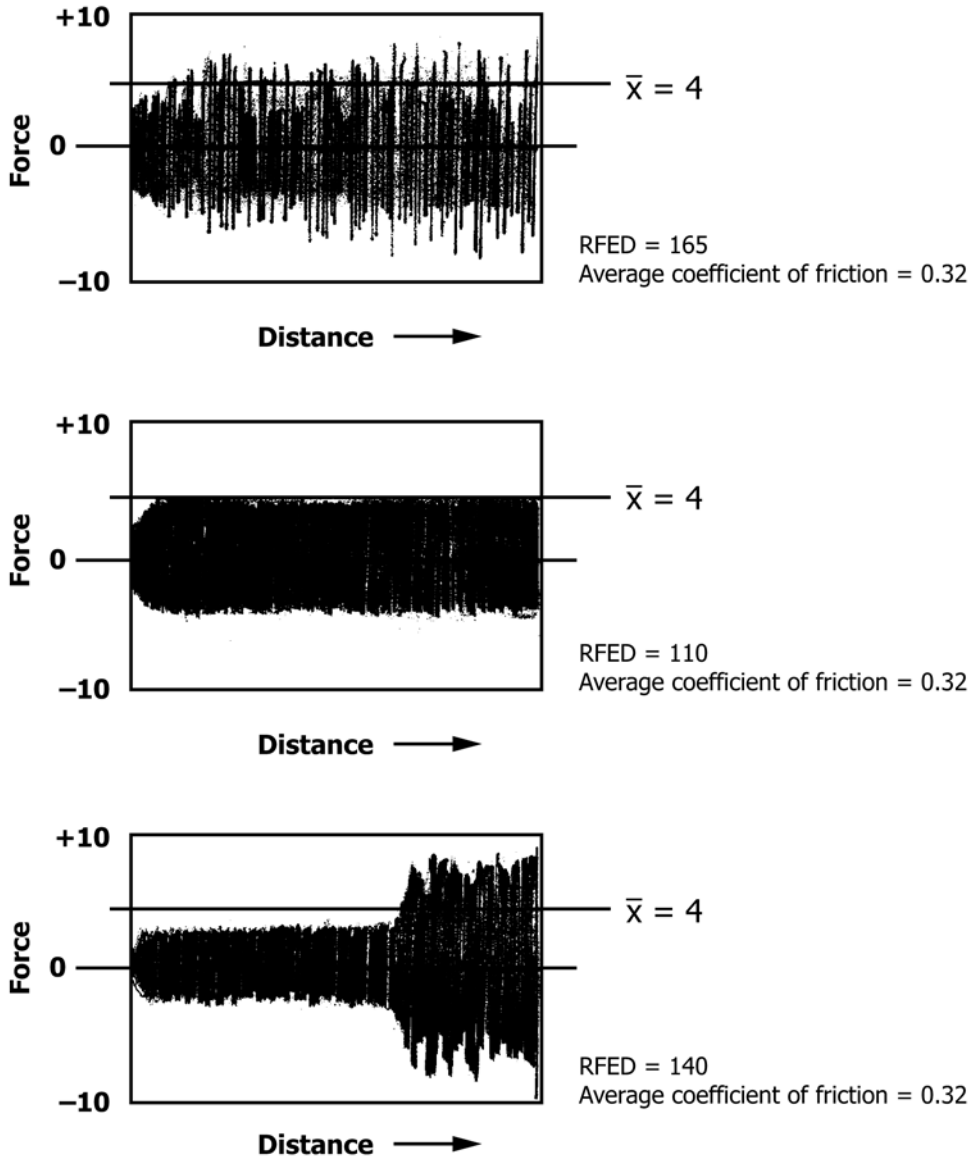 +10
x̄ = 4
Force
0
RFED = 165
Average coefficient of friction = 0.32
−10
Distance
+10
x̄ = 4
Force
0
RFED = 110
Average coefficient of friction = 0.32
−10
Distance
+10
x̄ = 4
Force
0
RFED = 140
Average coefficient of friction = 0.32
−10
Distance